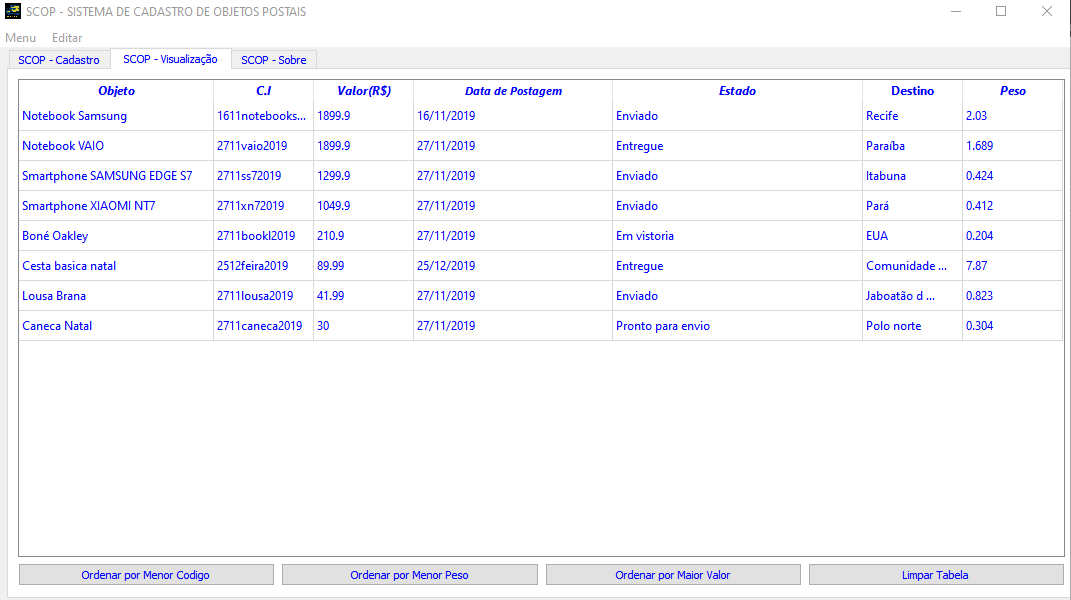 SCOP - SISTEMA DE CADASTRO DE OBJETOS POSTAIS
Menu Editar
SCOP - Cadastro SCOP - Visualização SCOP - Sobre
Objeto C.I Valor(R$) Data de Postagem Estado Destino Peso
Notebook Samsung 1611notebooks... 1899.9 16/11/2019 Enviado Recife 2.03
Notebook VAIO 2711vaio2019 1899.9 27/11/2019 Entregue Paraíba 1.689
Smartphone SAMSUNG EDGE S7 2711ss72019 1299.9 27/11/2019 Enviado Itabuna 0.424
Smartphone XIAOMI NT7 2711xn72019 1049.9 27/11/2019 Enviado Pará 0.412
Boné Oakley 2711bookl2019 210.9 27/11/2019 Em vistoria EUA 0.204
Cesta basica natal 2512feira2019 89.99 25/12/2019 Entregue Comunidade ... 7.87
Lousa Brana 2711lousa2019 41.99 27/11/2019 Enviado Jaboatão d ... 0.823
Caneca Natal 2711caneca2019 30 27/11/2019 Pronto para envio Polo norte 0.304
Ordenar por Menor Codigo Ordenar por Menor Peso Ordenar por Maior Valor Limpar Tabela